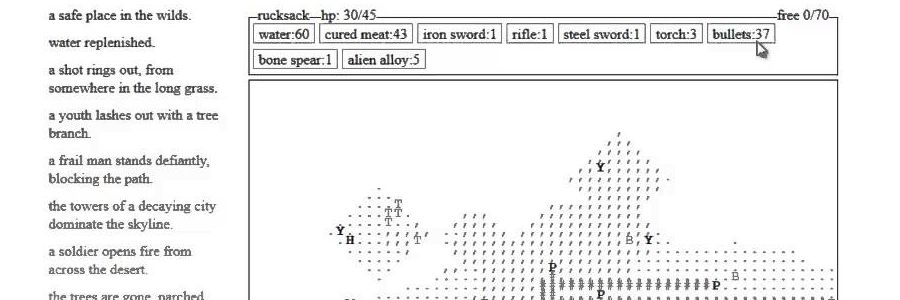 a safe place in the wilds.
water replenished.
a shot rings out, from
somewhere in the long grass.
a youth lashes out with a tree
branch.
a frail man stands defiantly,
blocking the path.
the towers of a decaying city
dominate the skyline.
a soldier opens fire from
across the desert.
the trees are gone. parched
rucksack hp: 30/45 free 0/70
water:60 cured meat:43 iron sword:1 rifle:1 steel sword:1 torch:3 bullets:37
bone spear:1 alien alloy:5
Y
T
T T
T
Y
H T B Y
P B
P
P